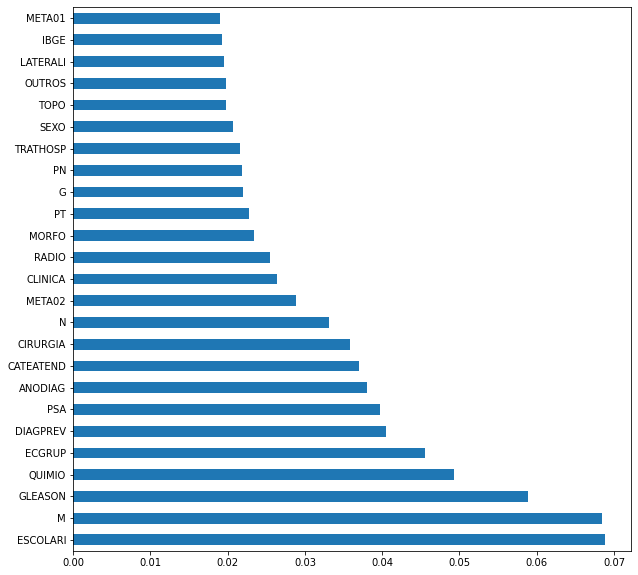 META01
IBGE
LATERALI
OUTROS
TOPO
SEXO
TRATHOSP
PN
G
PT
MORFO
RADIO
CLINICA
META02
N
CIRURGIA
CATEATEND
ANODIAG
PSA
DIAGPREV
ECGRUP
QUIMIO
GLEASON
M
ESCOLARI
0.00 0.01 0.02 0.03 0.04 0.05 0.06 0.07